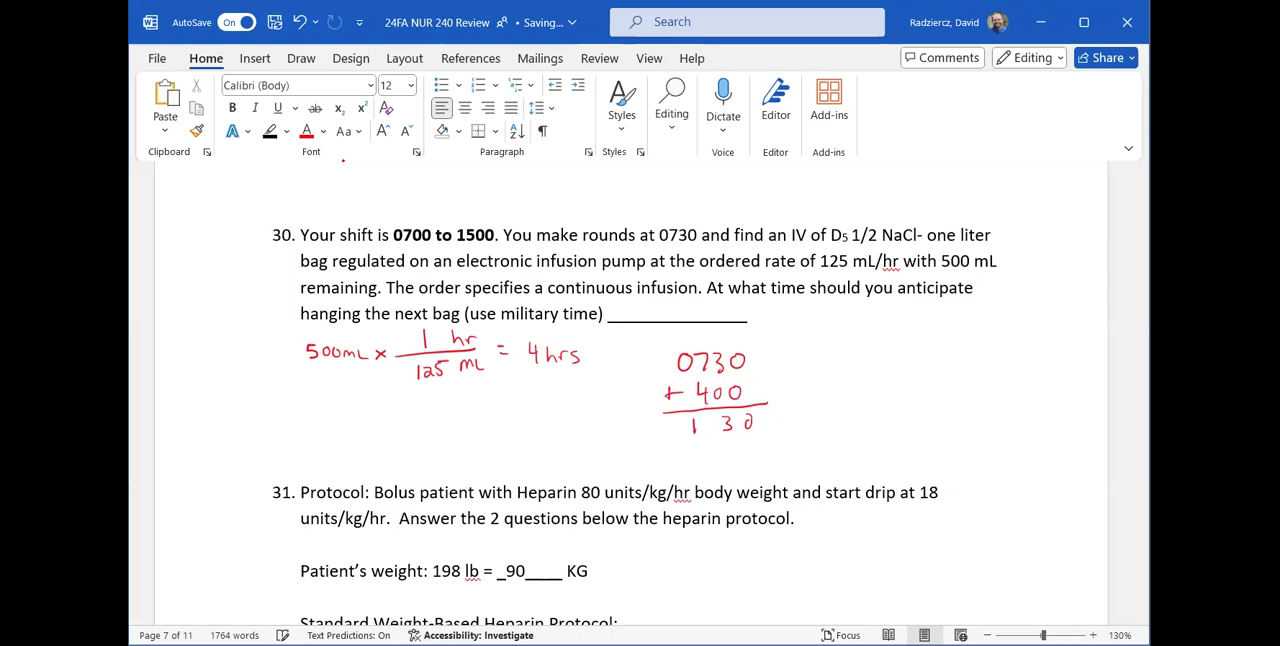 AutoSave On 24FA NUR 240 Review • Saving... Search Radziercz, David
File Home Insert Draw Design Layout References Mailings Review View Help Comments Editing Share
Calibri (Body) 12
Paste Styles Editing Dictate Editor Add-ins
Clipboard Font Paragraph Styles Voice Editor Add-ins
30. Your shift is 0700 to 1500. You make rounds at 0730 and find an IV of D5 1/2 NaCl- one liter
bag regulated on an electronic infusion pump at the ordered rate of 125 mL/hr with 500 mL
remaining. The order specifies a continuous infusion. At what time should you anticipate
hanging the next bag (use military time) _______________
500mL × 1 hr / 125 mL = 4 hrs
0730
+ 400
1 30
31. Protocol: Bolus patient with Heparin 80 units/kg/hr body weight and start drip at 18
units/kg/hr. Answer the 2 questions below the heparin protocol.
Patient's weight: 198 lb = _90____ KG
Standard Weight-Based Heparin Protocol:
Page 7 of 11 1764 words Text Predictions: On Accessibility: Investigate Focus 130%